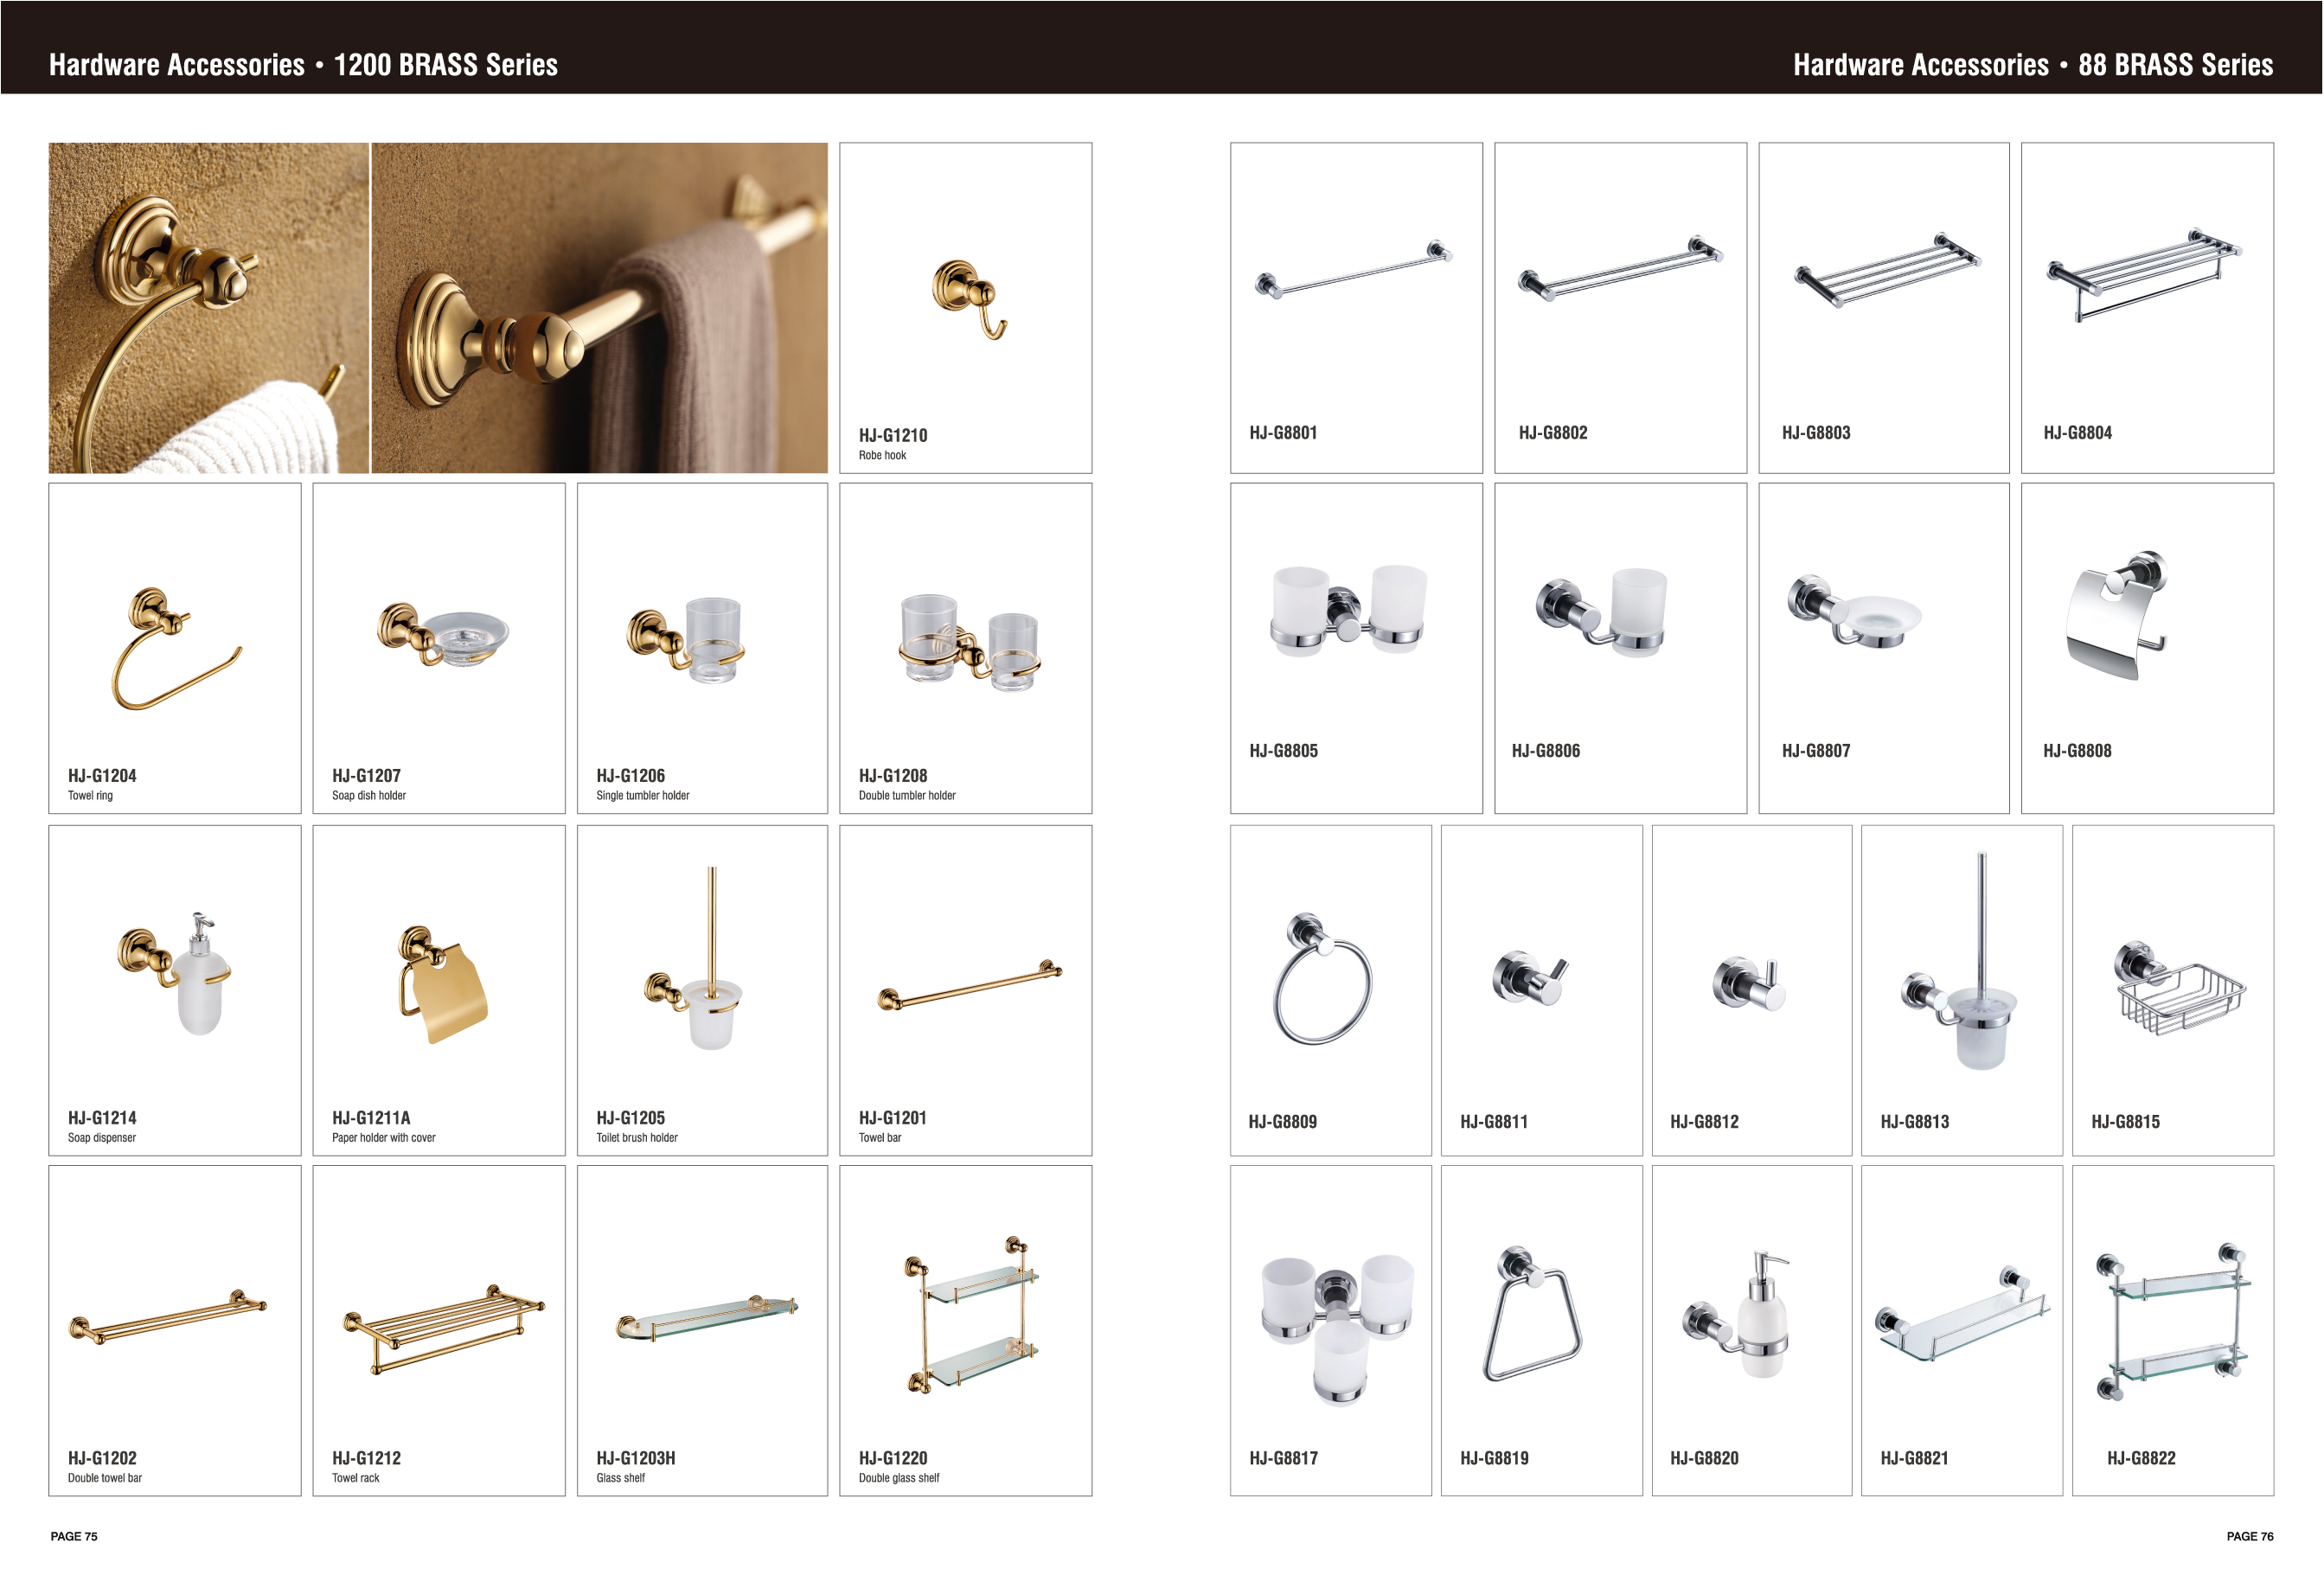 Hardware Accessories • 1200 BRASS Series
HJ-G1210
Robe hook
HJ-G1204
Towel ring
HJ-G1207
Soap dish holder
HJ-G1206
Single tumbler holder
HJ-G1208
Double tumbler holder
HJ-G1214
Soap dispenser
HJ-G1211A
Paper holder with cover
HJ-G1205
Toilet brush holder
HJ-G1201
Towel bar
HJ-G1202
Double towel bar
HJ-G1212
Towel rack
HJ-G1203H
Glass shelf
HJ-G1220
Double glass shelf
PAGE 75
Hardware Accessories • 88 BRASS Series
HJ-G8801
HJ-G8802
HJ-G8803
HJ-G8804
HJ-G8805
HJ-G8806
HJ-G8807
HJ-G8808
HJ-G8809
HJ-G8811
HJ-G8812
HJ-G8813
HJ-G8815
HJ-G8817
HJ-G8819
HJ-G8820
HJ-G8821
HJ-G8822
PAGE 76